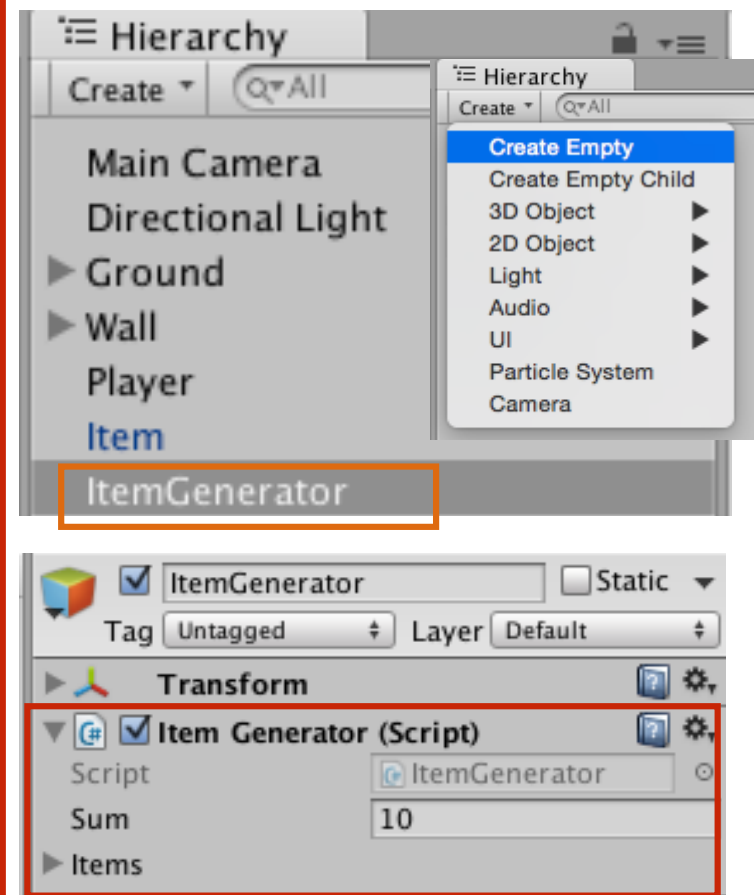 Hierarchy
Create All
Main Camera
Directional Light
Ground
Wall
Player
Item
ItemGenerator
Hierarchy
Create All
Create Empty
Create Empty Child
3D Object
2D Object
Light
Audio
UI
Particle System
Camera
ItemGenerator Static
Tag Untagged Layer Default
Transform
C# Item Generator (Script)
Script ItemGenerator
Sum 10
Items